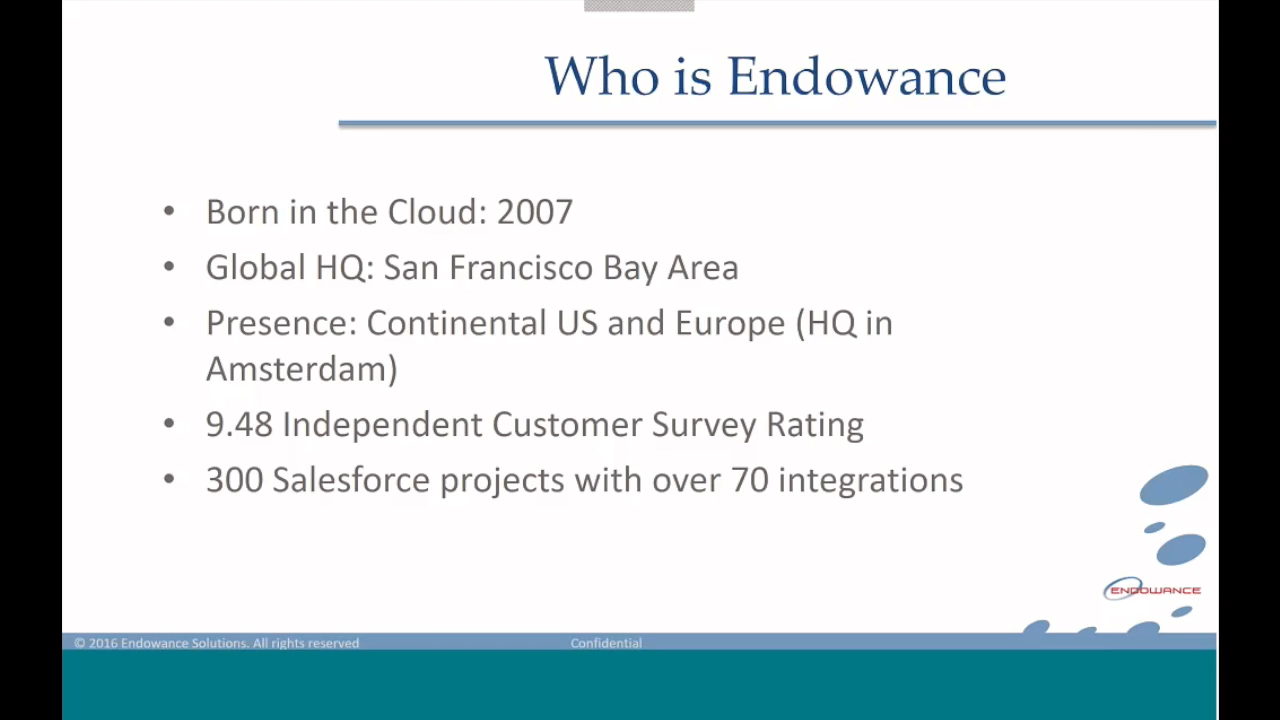 Who is Endowance
• Born in the Cloud: 2007
• Global HQ: San Francisco Bay Area
• Presence: Continental US and Europe (HQ in
Amsterdam)
• 9.48 Independent Customer Survey Rating
• 300 Salesforce projects with over 70 integrations
ENDOWANCE
© 2016 Endowance Solutions. All rights reserved
Confidential